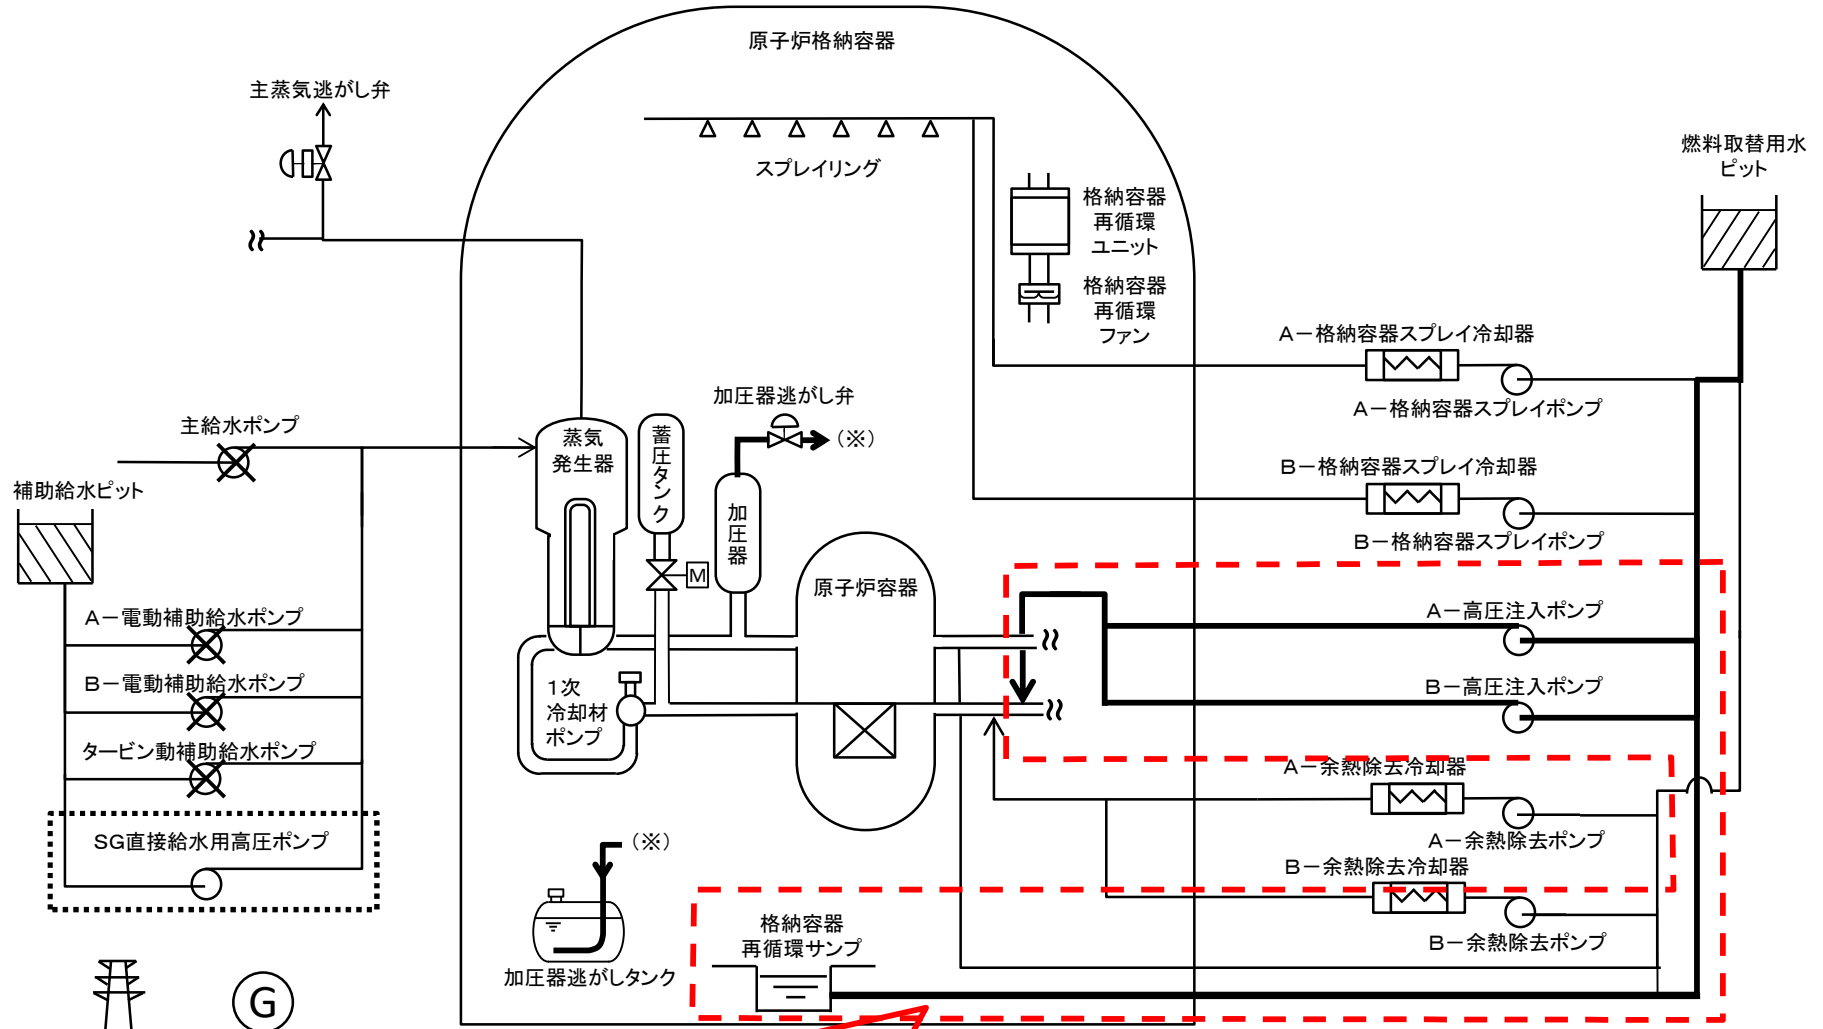 原子炉格納容器
主蒸気逃がし弁
スプレイリング
燃料取替用水
ピット
格納容器
再循環
ユニット
格納容器
再循環
ファン
A－格納容器スプレイ冷却器
A－格納容器スプレイポンプ
加圧器逃がし弁
(※)
主給水ポンプ
蒸気
発生器
蓄圧タンク
B－格納容器スプレイ冷却器
補助給水ピット
加圧器
B－格納容器スプレイポンプ
M
原子炉容器
A－電動補助給水ポンプ
A－高圧注入ポンプ
B－電動補助給水ポンプ
1次
冷却材
ポンプ
B－高圧注入ポンプ
タービン動補助給水ポンプ
A－余熱除去冷却器
SG直接給水用高圧ポンプ
(※)
A－余熱除去ポンプ
B－余熱除去冷却器
格納容器
再循環サンプ
B－余熱除去ポンプ
加圧器逃がしタンク
G